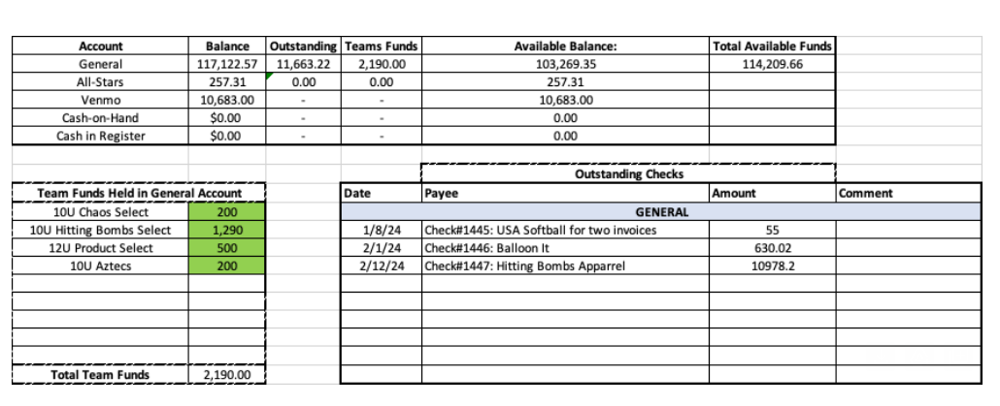 Account Balance Outstanding Teams Funds Available Balance: Total Available Funds
General 117,122.57 11,663.22 2,190.00 103,269.35 114,209.66
All-Stars 257.31 0.00 0.00 257.31
Venmo 10,683.00 - - 10,683.00
Cash-on-Hand $0.00 - - 0.00
Cash in Register $0.00 - - 0.00
Outstanding Checks
Team Funds Held in General Account Date Payee Amount Comment
10U Chaos Select 200 GENERAL
10U Hitting Bombs Select 1,290 1/8/24 Check#1445: USA Softball for two invoices 55
12U Product Select 500 2/1/24 Check#1446: Balloon It 630.02
10U Aztecs 200 2/12/24 Check#1447: Hitting Bombs Apparrel 10978.2
Total Team Funds 2,190.00